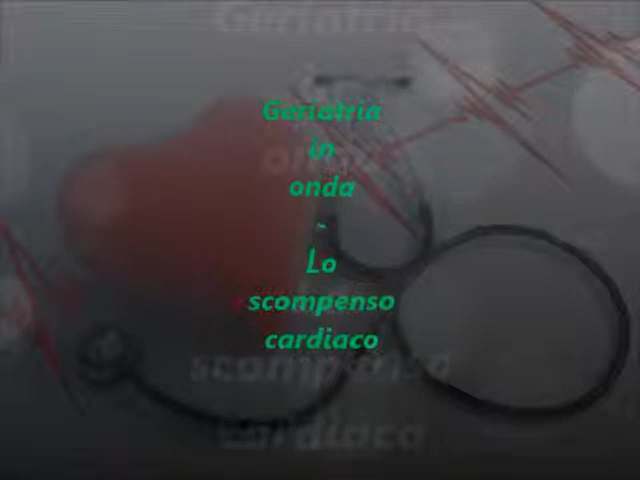 Geriatria
in
onda
~
Lo
scompenso
cardiaco